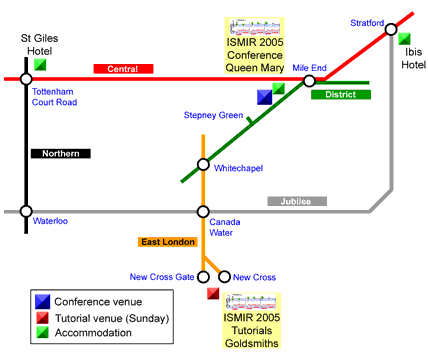 Stratford
St Giles
Hotel
ISMIR 2005
Conference
Queen Mary
Ibis
Hotel
Central
Mile End
Tottenham
Court Road
District
Stepney Green
Northern
Whitechapel
Jubilee
Waterloo
Canada
Water
East London
New Cross Gate
New Cross
Conference venue
Tutorial venue (Sunday)
Accommodation
ISMIR 2005
Tutorials
Goldsmiths